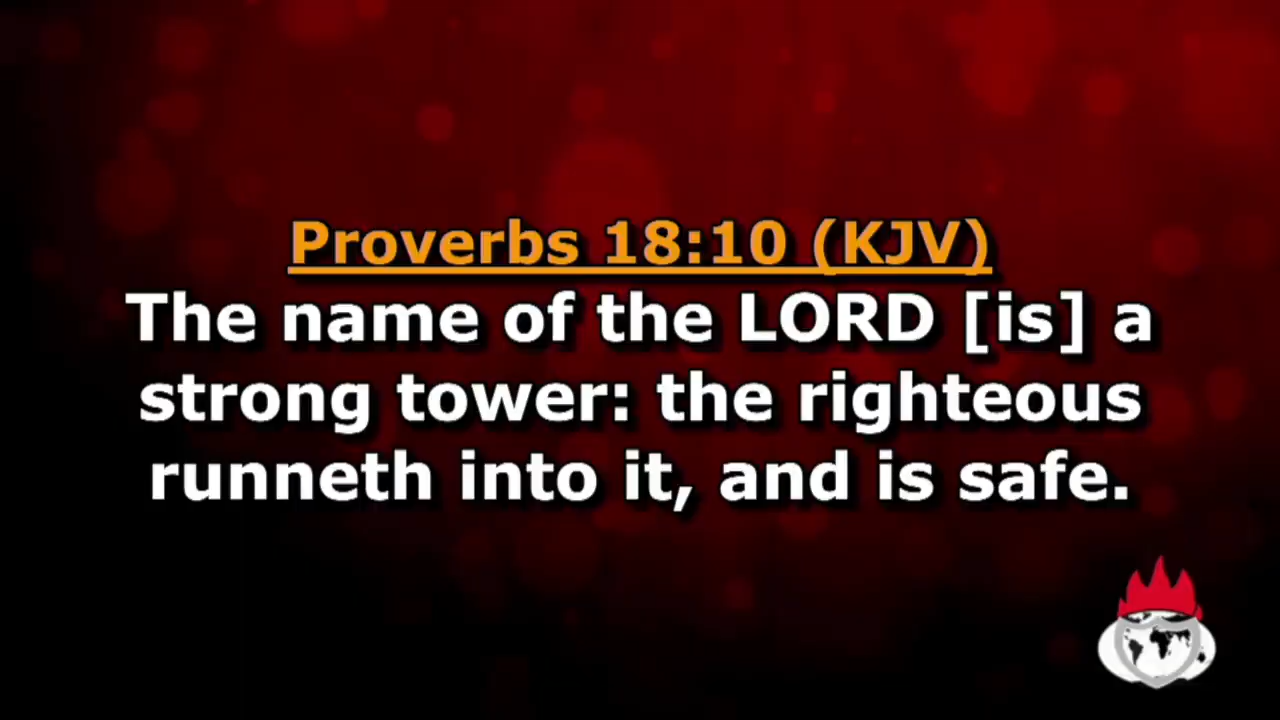 Proverbs 18:10 (KJV)
The name of the LORD [is] a
strong tower: the righteous
runneth into it, and is safe.